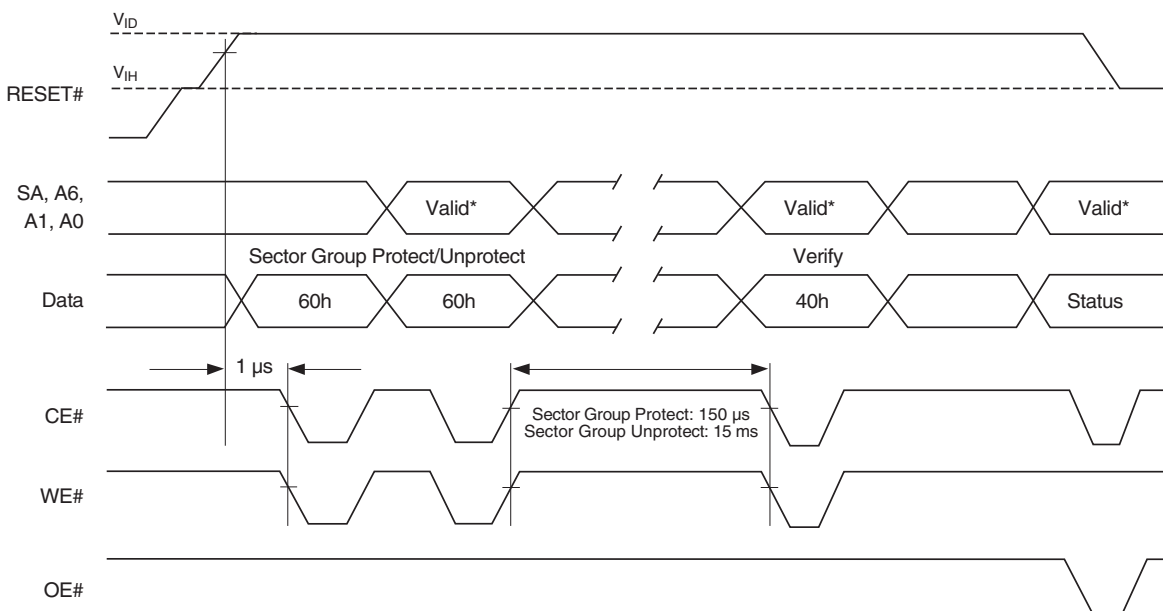 VID
VIH
RESET#
SA, A6,
A1, A0
Valid*
Valid*
Valid*
Sector Group Protect/Unprotect
Verify
Data
60h
60h
40h
Status
1 µs
CE#
Sector Group Protect: 150 µs
Sector Group Unprotect: 15 ms
WE#
OE#